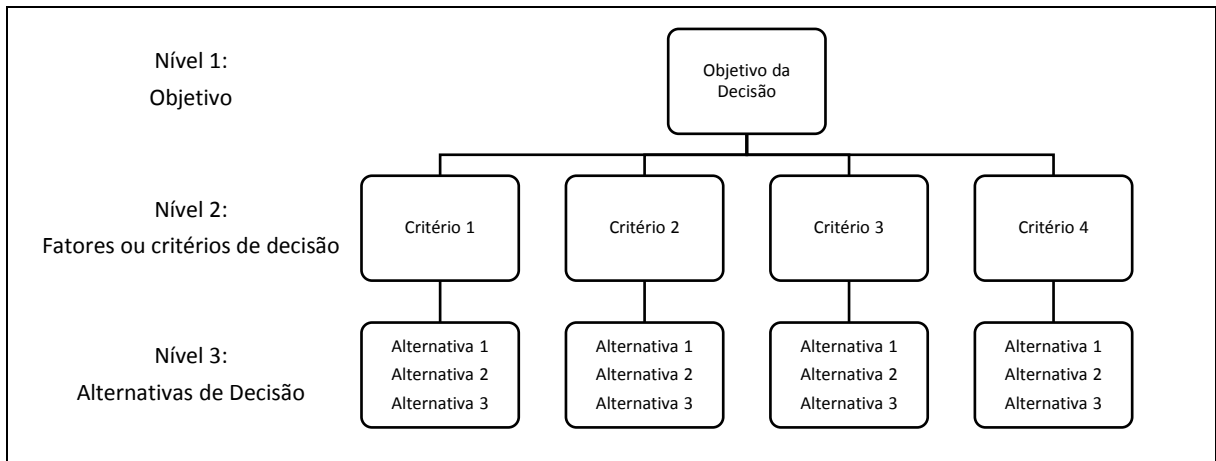 Nível 1:
Objetivo
Objetivo da
Decisão
Nível 2:
Fatores ou critérios de decisão
Critério 1
Critério 2
Critério 3
Critério 4
Nível 3:
Alternativas de Decisão
Alternativa 1
Alternativa 2
Alternativa 3
Alternativa 1
Alternativa 2
Alternativa 3
Alternativa 1
Alternativa 2
Alternativa 3
Alternativa 1
Alternativa 2
Alternativa 3